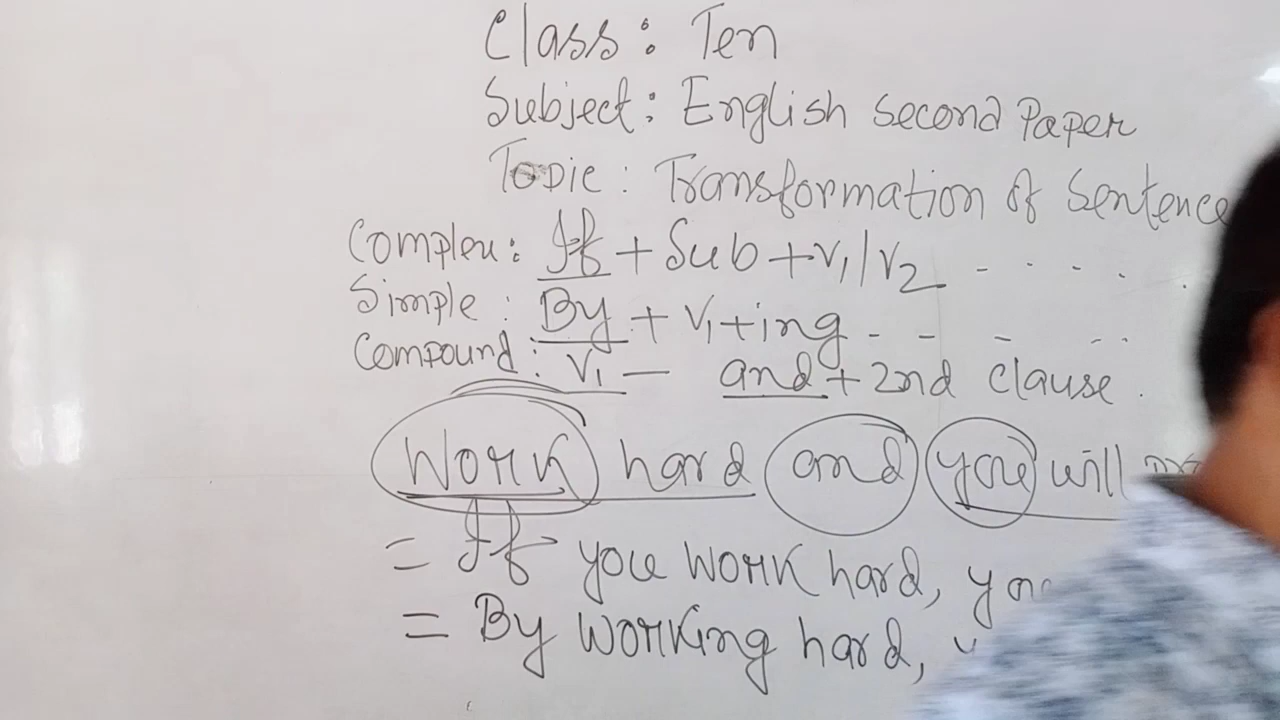 Class: Ten
Subject: English Second Paper
Topic: Transformation of Sentence
Complex: If + Sub + V1/V2 - . . . .
Simple: By + V1+ing - - - - .
Compound: V1 — and + 2nd clause.
Work hard and you will
= If you work hard, you
= By working hard,